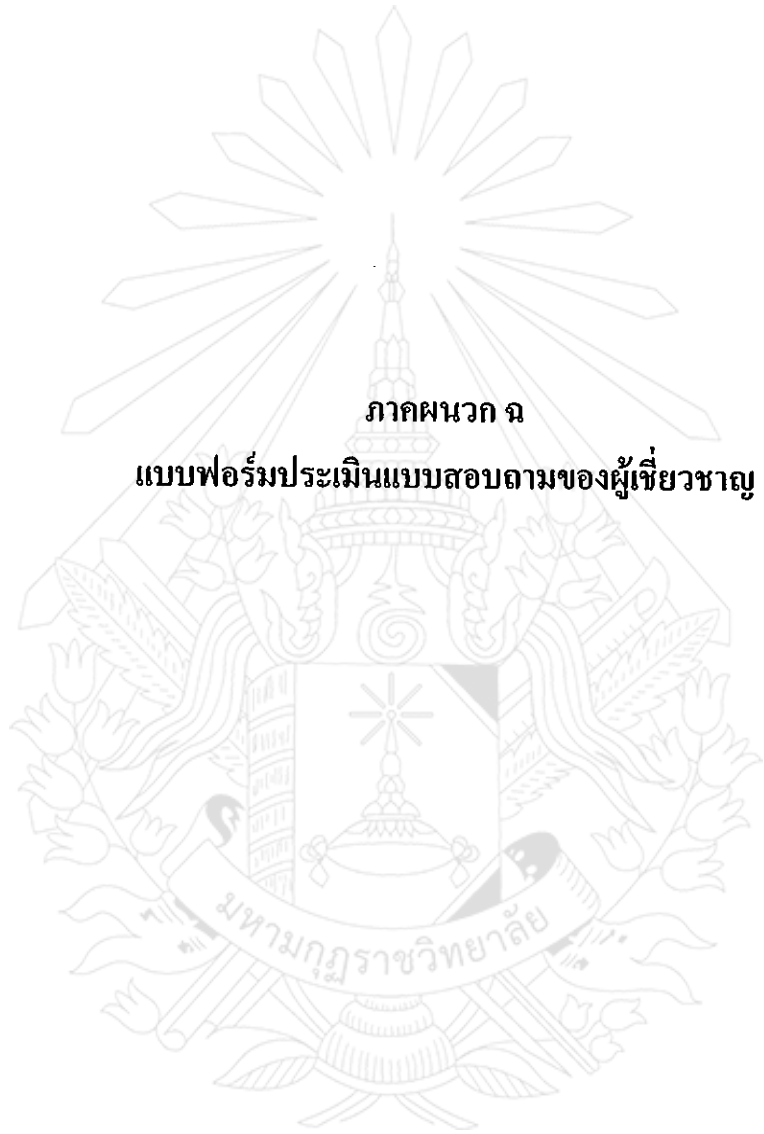 ภาคผนวก ฉ
แบบฟอร์มประเมินแบบสอบถามของผู้เชี่ยวชาญ
มหามกุฏราชวิทยาลัย